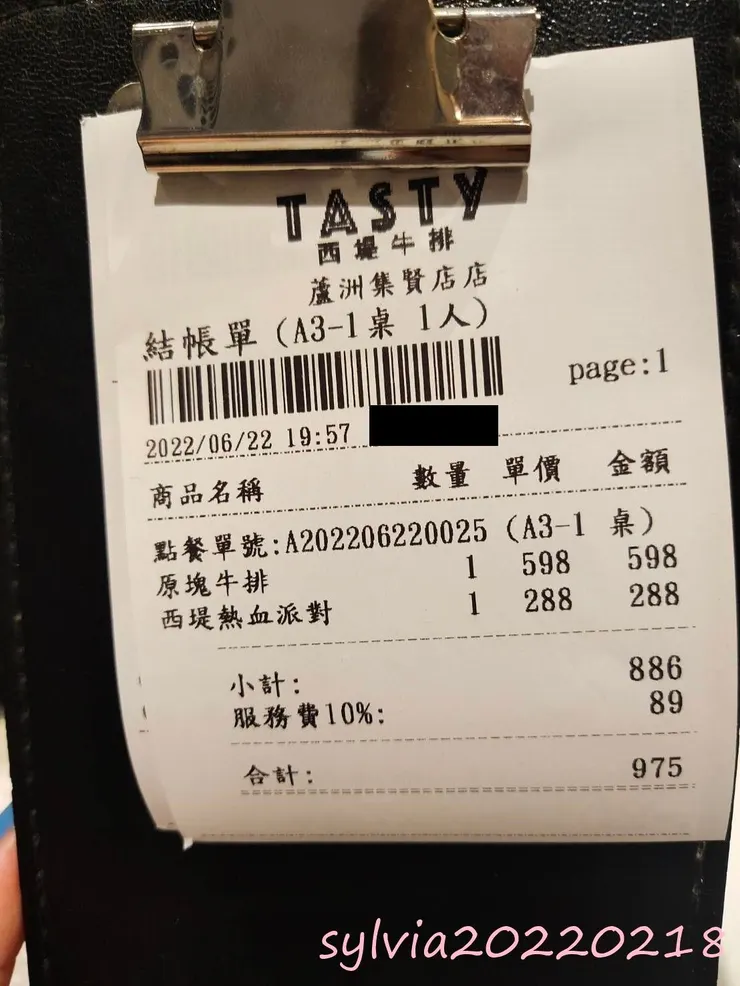 TASTY
西堤牛排
蘆洲集賢店店
結帳單 (A3-1桌 1人)
page:1
2022/06/22 19:57
商品名稱 數量 單價 金額
點餐單號:A202206220025 (A3-1 桌)
原塊牛排 1 598 598
西堤熱血派對 1 288 288
小計: 886
服務費10%: 89
合計: 975
sylvia20220218